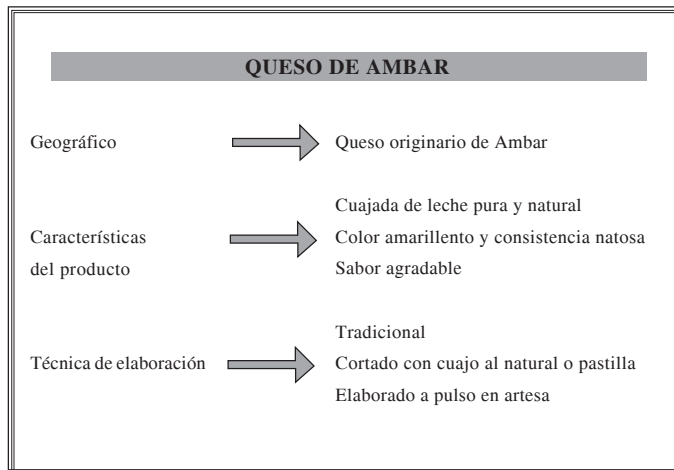 QUESO DE AMBAR
Geográfico
Queso originario de Ambar
Características
del producto
Cuajada de leche pura y natural
Color amarillento y consistencia natosa
Sabor agradable
Técnica de elaboración
Tradicional
Cortado con cuajo al natural o pastilla
Elaborado a pulso en artesa